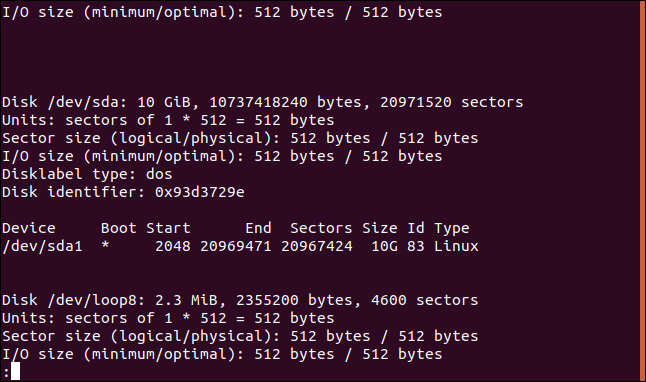 I/O size (minimum/optimal): 512 bytes / 512 bytes
Disk /dev/sda: 10 GiB, 10737418240 bytes, 20971520 sectors
Units: sectors of 1 * 512 = 512 bytes
Sector size (logical/physical): 512 bytes / 512 bytes
I/O size (minimum/optimal): 512 bytes / 512 bytes
Disklabel type: dos
Disk identifier: 0x93d3729e
Device     Boot Start      End  Sectors Size Id Type
/dev/sda1  *     2048 20969471 20967424  10G 83 Linux
Disk /dev/loop8: 2.3 MiB, 2355200 bytes, 4600 sectors
Units: sectors of 1 * 512 = 512 bytes
Sector size (logical/physical): 512 bytes / 512 bytes
I/O size (minimum/optimal): 512 bytes / 512 bytes
: